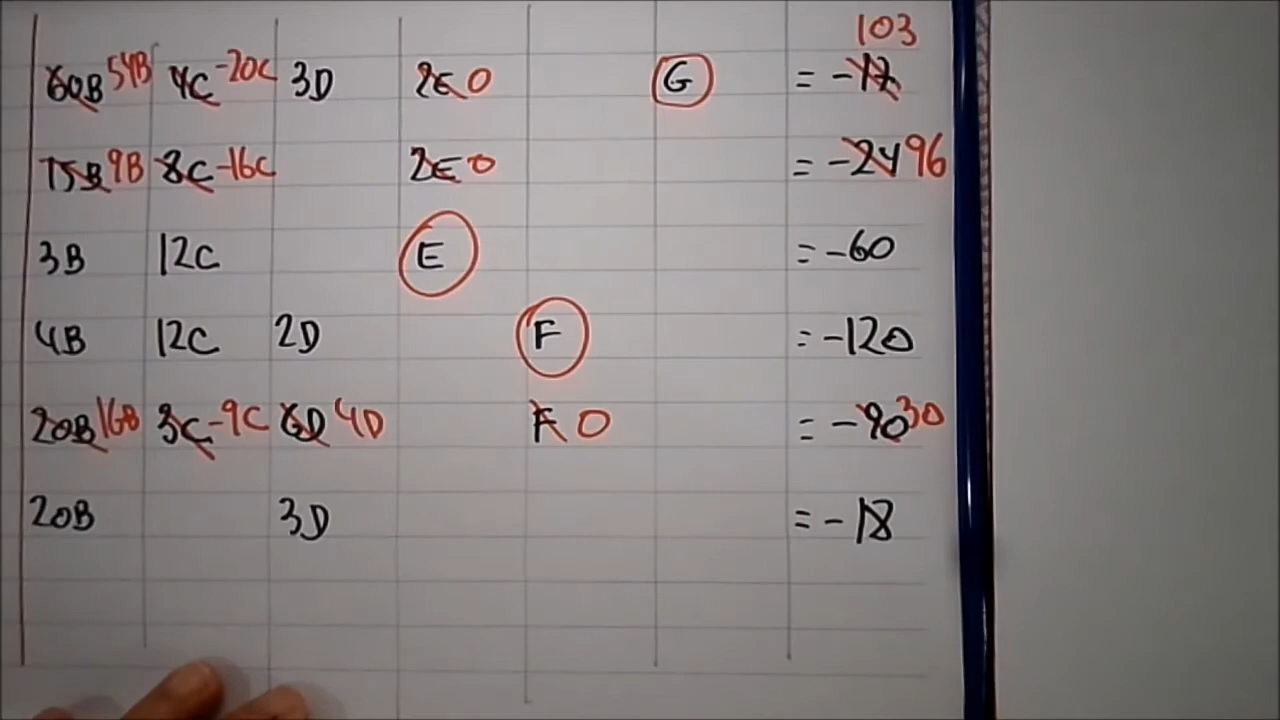 103
60B 54B 4C -20C 3D 2E 0 G = -17
15B 9B 8C -16C 2E 0 = -24 96
3B 12C E = -60
4B 12C 2D F = -120
20B 16B 3C -9C 6D 4D F 0 = -90 30
20B 3D = -18